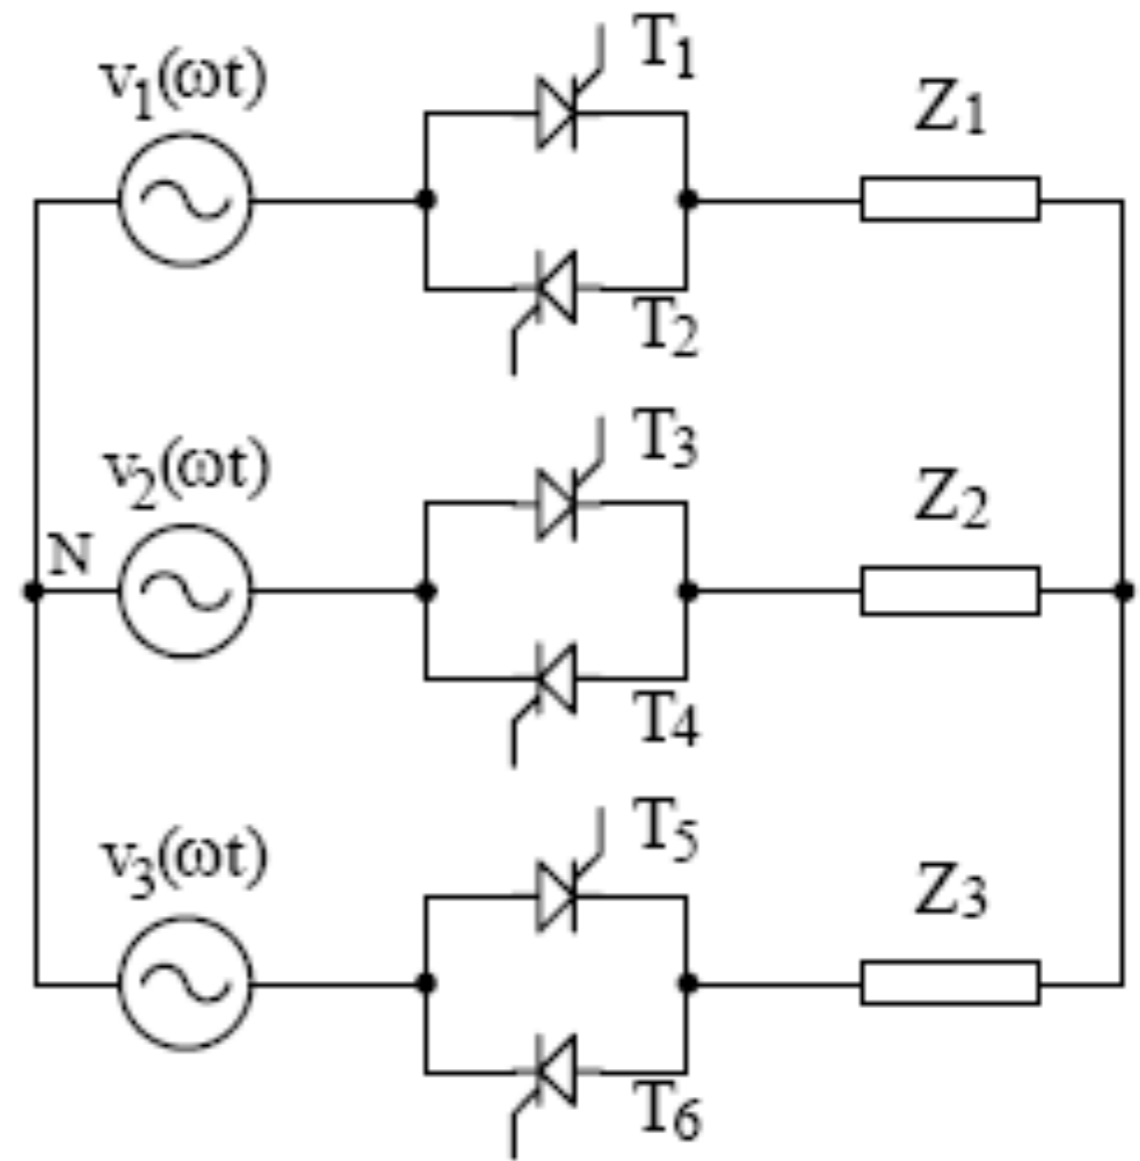 v₁(ωt)
T₁
Z₁
T₂
v₂(ωt)
T₃
Z₂
N
T₄
v₃(ωt)
T₅
Z₃
T₆